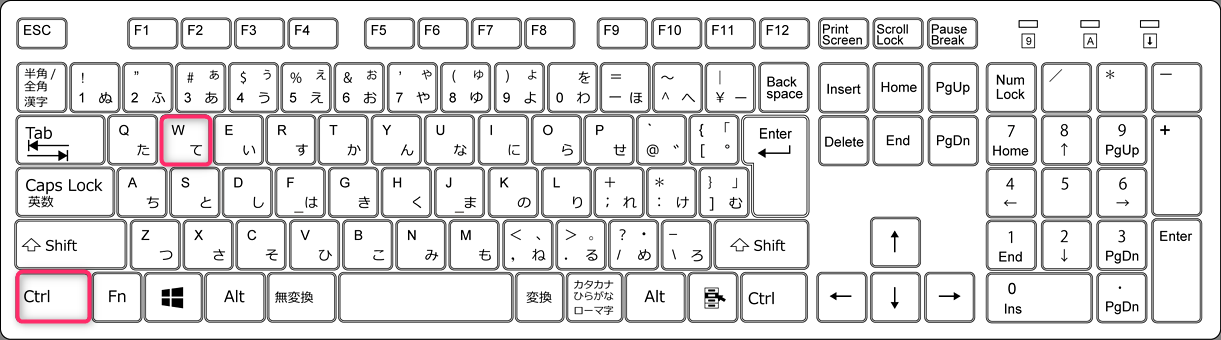 ESC F1 F2 F3 F4 F5 F6 F7 F8 F9 F10 F11 F12 Print Screen Scroll Lock Pause Break 9 A ⬇
半角/ 全角 漢字 ! 1 ぬ " 2 ふ # ぁ 3 あ $ ぅ 4 う % ぇ 5 え & ぉ 6 お ' ゃ 7 や ( ゅ 8 ゆ ) ょ 9 よ を 0 わ = ー ほ ～ ^ へ | ¥ ー Back space Insert Home PgUp Num Lock ／ ＊ －
Tab Q た W て E い R す T か Y ん U な I に O ら P せ ` @ ゛ { 「 [ ゜ Enter Delete End PgDn 7 Home 8 ↑ 9 PgUp +
Caps Lock 英数 A ち S と D し F _ は G き H く J _ ま K の L り + ; れ * : け } 」 ] む 4 ← 5 6 →
Shift Z つ X さ C そ V ひ B こ N み M も < 、 , ね > 。 . る ? ・ / め _ \ ろ Shift ↑ 1 End 2 ↓ 3 PgDn Enter
Ctrl Fn Alt 無変換 変換 カタカナ ひらがな ローマ字 Alt Ctrl ← ↓ → 0 Ins . PgDn